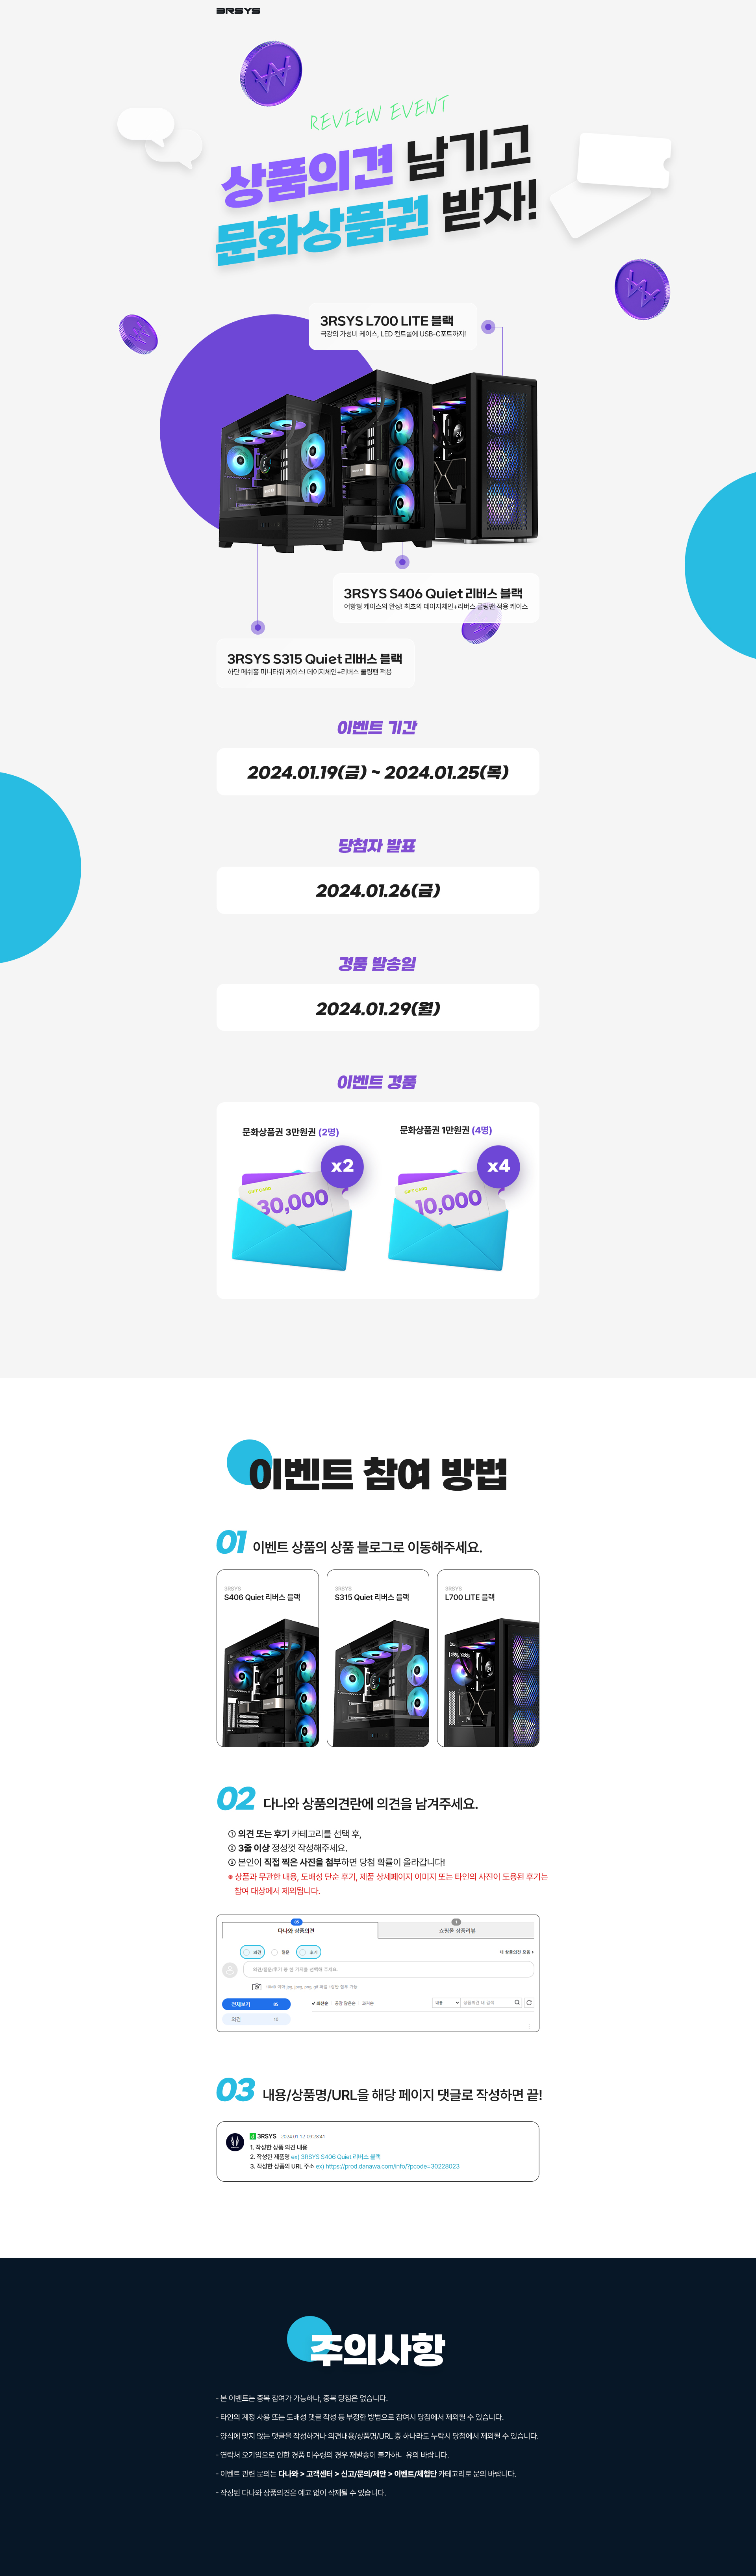 3RSYS
REVIEW EVENT
상품의견 남기고
문화상품권 받자!
3RSYS L700 LITE 블랙
극강의 가성비 케이스, LED 컨트롤에 USB-C포트까지!
3RSYS S406 Quiet 리버스 블랙
어항형 케이스의 완성! 최초의 데이지체인+리버스 쿨링팬 적용 케이스
3RSYS S315 Quiet 리버스 블랙
하단 메쉬홀 미니타워 케이스! 데이지체인+리버스 쿨링팬 적용
이벤트 기간
2024.01.19(금) ~ 2024.01.25(목)
당첨자 발표
2024.01.26(금)
경품 발송일
2024.01.29(월)
이벤트 경품
문화상품권 3만원권 (2명)
문화상품권 1만원권 (4명)
x2
x4
GIFT CARD
30,000
GIFT CARD
10,000
이벤트 참여 방법
01 이벤트 상품의 상품 블로그로 이동해주세요.
3RSYS
S406 Quiet 리버스 블랙
3RSYS
S315 Quiet 리버스 블랙
3RSYS
L700 LITE 블랙
02 다나와 상품의견란에 의견을 남겨주세요.
① 의견 또는 후기 카테고리를 선택 후,
② 3줄 이상 정성껏 작성해주세요.
③ 본인이 직접 찍은 사진을 첨부하면 당첨 확률이 올라갑니다!
※ 상품과 무관한 내용, 도배성 단순 후기, 제품 상세페이지 이미지 또는 타인의 사진이 도용된 후기는
참여 대상에서 제외됩니다.
85
다나와 상품의견
1
쇼핑몰 상품리뷰
의견 질문 후기
내 상품의견 모음
의견/질문/후기 중 한 가지를 선택해 주세요.
전체보기 85
최신순 공감 많은순 과거순
내용
상품의견 내 검색
의견 10
03 내용/상품명/URL을 해당 페이지 댓글로 작성하면 끝!
3RSYS 2024.01.12 09:28:41
1. 작성한 상품 의견 내용
2. 작성한 제품명 ex) 3RSYS S406 Quiet 리버스 블랙
3. 작성한 상품의 URL 주소 ex) https://prod.danawa.com/info/?pcode=30228023
주의사항
- 본 이벤트는 중복 참여가 가능하나, 중복 당첨은 없습니다.
- 타인의 계정 사용 또는 도배성 댓글 작성 등 부정한 방법으로 참여시 당첨에서 제외될 수 있습니다.
- 양식에 맞지 않는 댓글을 작성하거나 의견내용/상품명/URL 중 하나라도 누락시 당첨에서 제외될 수 있습니다.
- 연락처 오기입으로 인한 경품 미수령의 경우 재발송이 불가하니 유의 바랍니다.
- 이벤트 관련 문의는 다나와 > 고객센터 > 신고/문의/제안 > 이벤트/체험단 카테고리로 문의 바랍니다.
- 작성된 다나와 상품의견은 예고 없이 삭제될 수 있습니다.